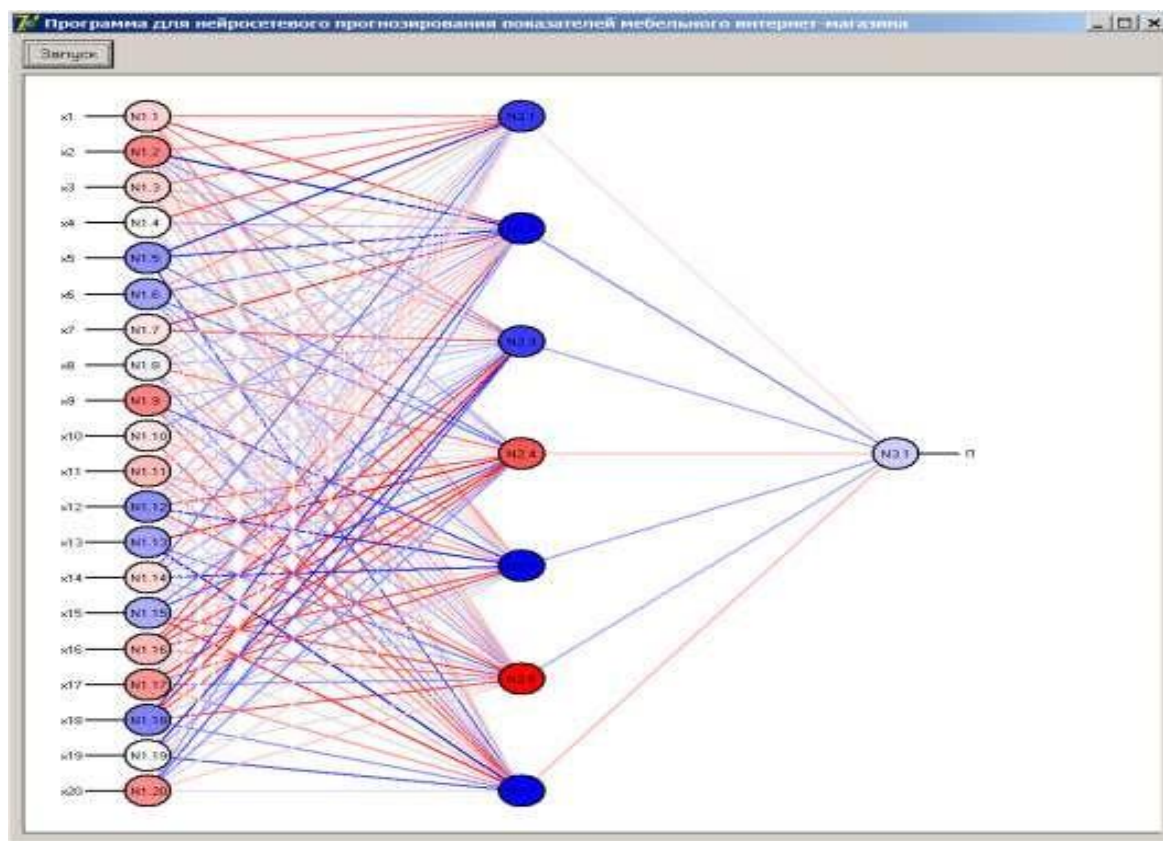 Программа для нейросетевого прогнозирования показателей мебельного интернет-магазина
Запуск
x1 N1.1 N2.1
x2 N1.2
x3 N1.3
x4 N1.4
x5 N1.5
x6 N1.6
x7 N1.7 N2.3
x8 N1.8
x9 N1.9
x10 N1.10 N2.4 N3.1 П
x11 N1.11
x12 N1.12
x13 N1.13
x14 N1.14
x15 N1.15
x16 N1.16
x17 N1.17
x18 N1.18
x19 N1.19
x20 N1.20